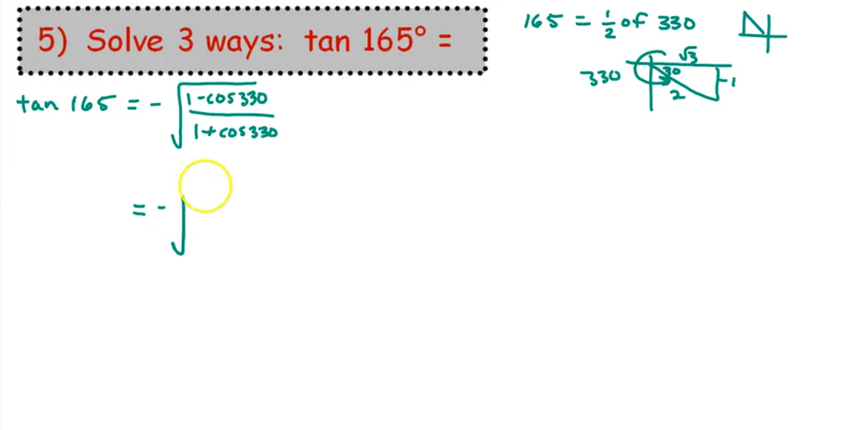 5) Solve 3 ways: tan 165° =
165 = 1/2 of 330
√3
330 30 -1
2
tan 165 = - √((1-cos330)/(1+cos330))
= - √